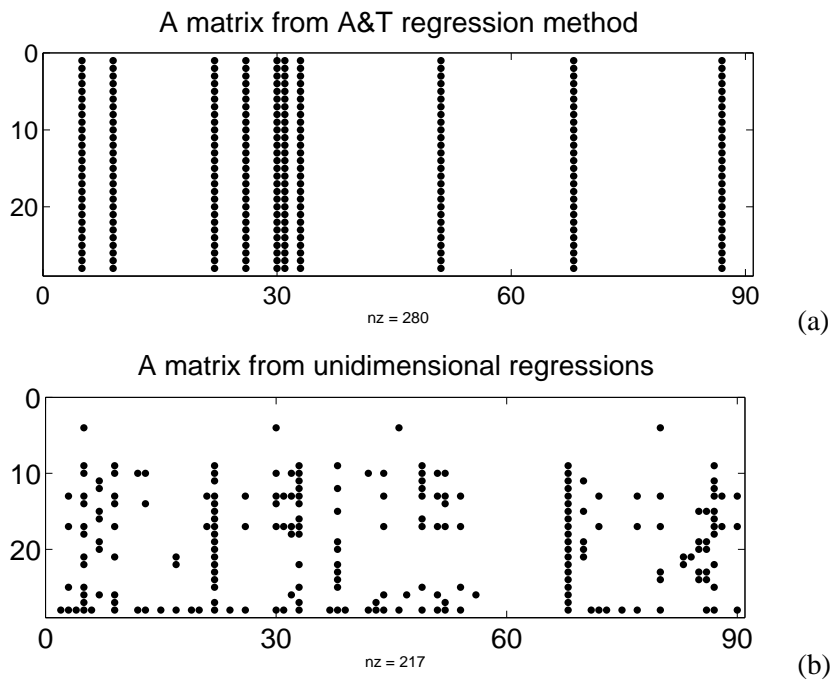 A matrix from A&T regression method
0
10
20
0 30 60 90
nz = 280
(a)
A matrix from unidimensional regressions
0
10
20
0 30 60 90
nz = 217
(b)